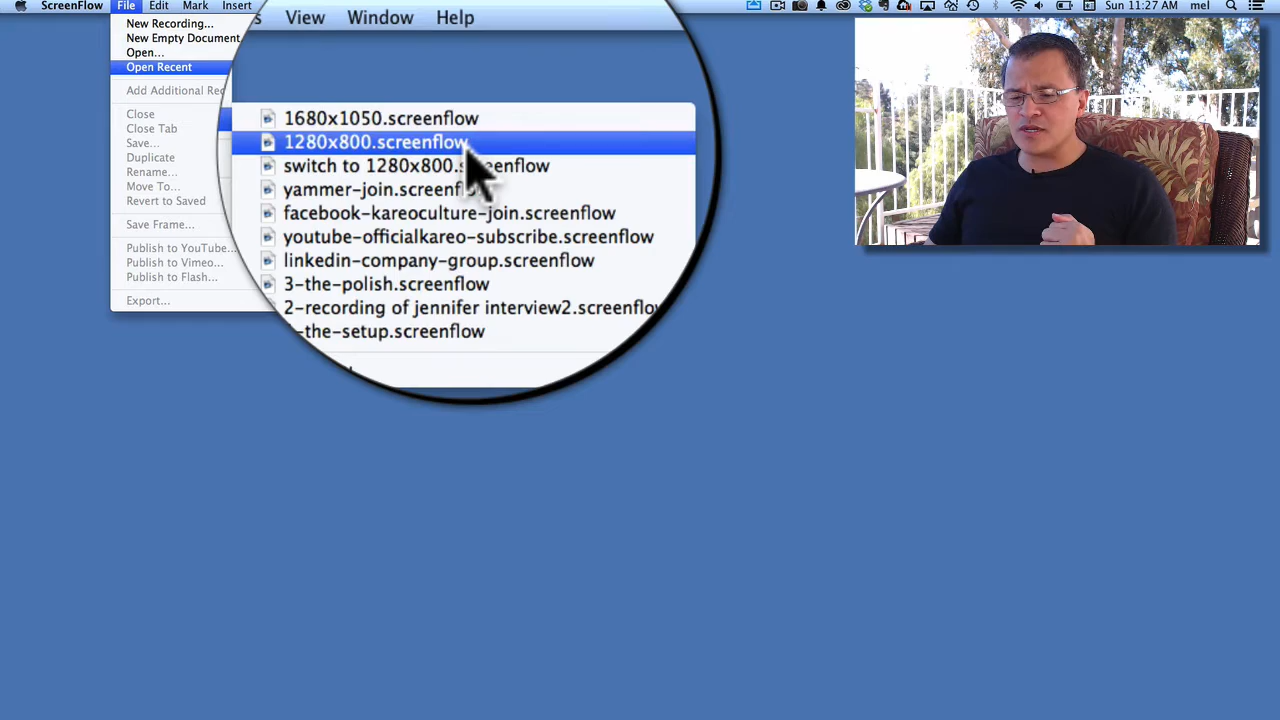 ScreenFlow File Edit Mark Insert View Window Help Sun 11:27 AM mel
New Recording...
New Empty Document
Open...
Open Recent
Add Additional Rec
Close
Close Tab
Save...
Duplicate
Rename...
Move To...
Revert to Saved
Save Frame...
Publish to YouTube...
Publish to Vimeo...
Publish to Flash...
Export...
1680x1050.screenflow
1280x800.screenflow
switch to 1280x800.screenflow
yammer-join.screenflow
facebook-kareoculture-join.screenflow
youtube-officialkareo-subscribe.screenflow
linkedin-company-group.screenflow
3-the-polish.screenflow
2-recording of jennifer interview2.screenflow
-the-setup.screenflow